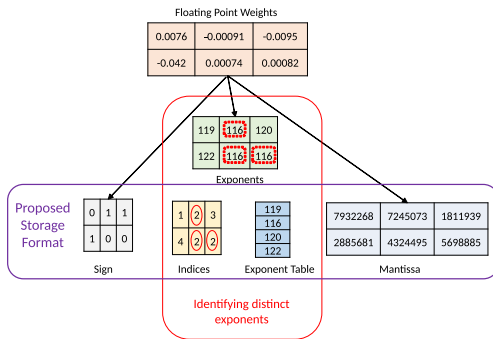 Floating Point Weights
0.0076 -0.00091 -0.0095
-0.042 0.00074 0.00082
119 116 120
122 116 116
Exponents
Proposed
Storage
Format
0 1 1
1 0 0
Sign
1 2 3
4 2 2
Indices
119
116
120
122
Exponent Table
7932268 7245073 1811939
2885681 4324495 5698885
Mantissa
Identifying distinct
exponents